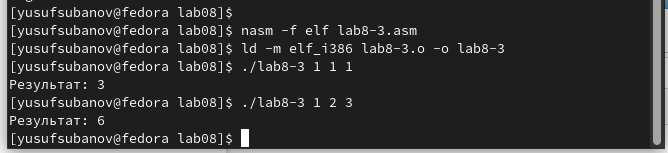 [yusufsubanov@fedora lab08]$
[yusufsubanov@fedora lab08]$ nasm -f elf lab8-3.asm
[yusufsubanov@fedora lab08]$ ld -m elf_i386 lab8-3.o -o lab8-3
[yusufsubanov@fedora lab08]$ ./lab8-3 1 1 1
Результат: 3
[yusufsubanov@fedora lab08]$ ./lab8-3 1 2 3
Результат: 6
[yusufsubanov@fedora lab08]$